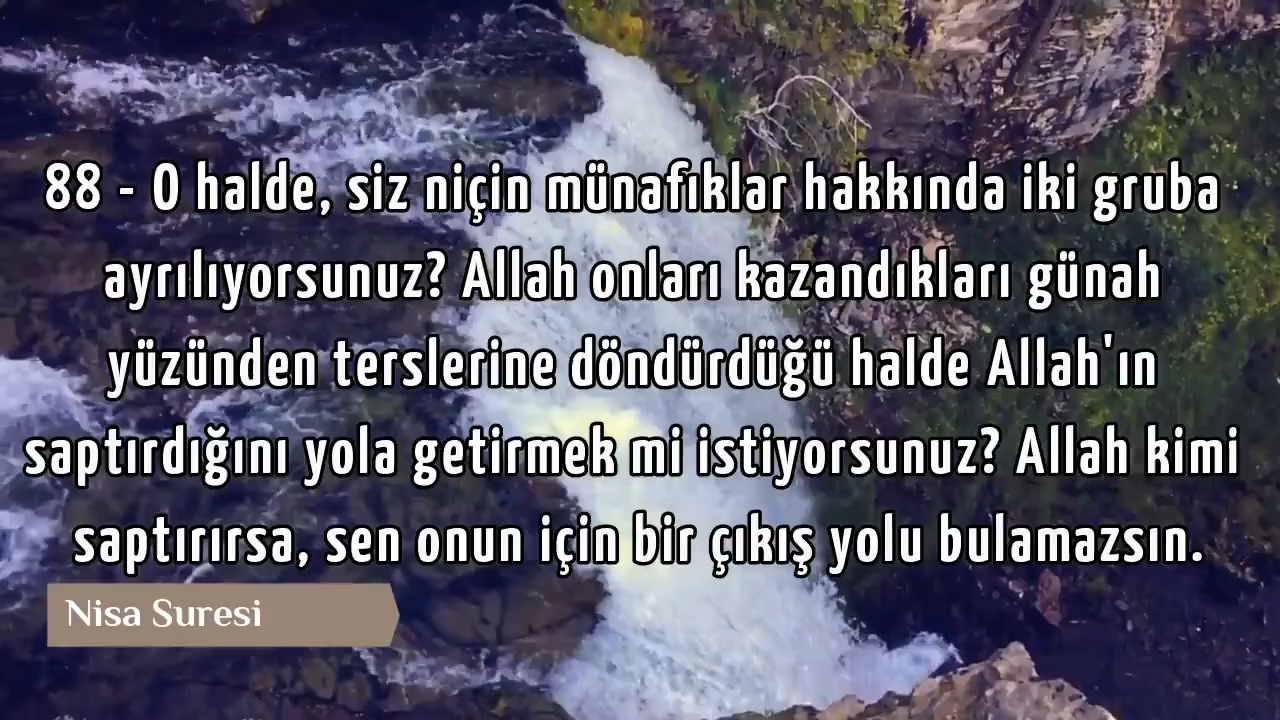 88 - O halde, siz niçin münafıklar hakkında iki gruba
ayrılıyorsunuz? Allah onları kazandıkları günah
yüzünden terslerine döndürdüğü halde Allah'ın
saptırdığını yola getirmek mi istiyorsunuz? Allah kimi
saptırırsa, sen onun için bir çıkış yolu bulamazsın.
Nisa Suresi